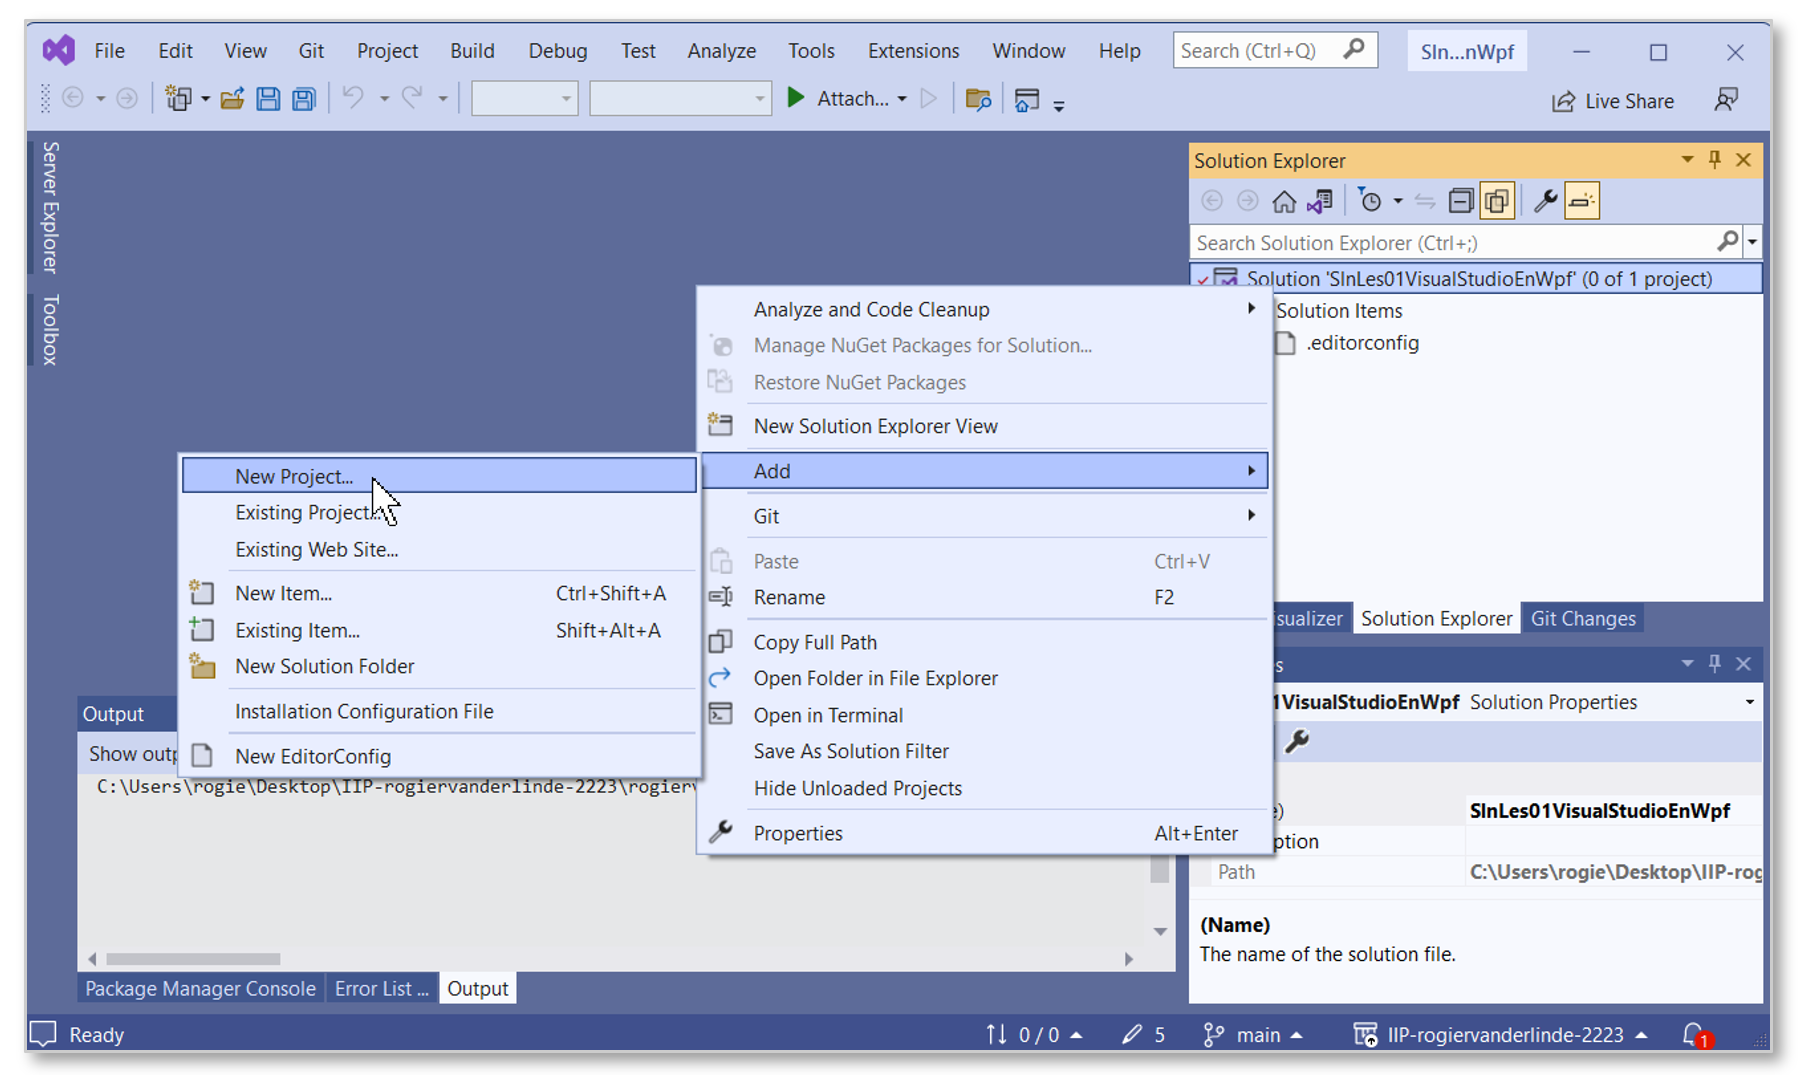 File Edit View Git Project Build Debug Test Analyze Tools Extensions Window Help Search (Ctrl+Q) Sln...nWpf
Attach... Live Share
Server Explorer
Toolbox
Solution Explorer
Search Solution Explorer (Ctrl+;)
Solution 'SlnLes01VisualStudioEnWpf' (0 of 1 project)
Solution Items
.editorconfig
Analyze and Code Cleanup
Manage NuGet Packages for Solution...
Restore NuGet Packages
New Solution Explorer View
Add
Git
Paste Ctrl+V
Rename F2
Copy Full Path
Open Folder in File Explorer
Open in Terminal
Save As Solution Filter
Hide Unloaded Projects
Properties Alt+Enter
New Project...
Existing Project...
Existing Web Site...
New Item... Ctrl+Shift+A
Existing Item... Shift+Alt+A
New Solution Folder
Installation Configuration File
New EditorConfig
Output
Show outp
C:\Users\rogie\Desktop\IIP-rogiervanderlinde-2223\rogierv
Package Manager Console Error List ... Output
isualizer Solution Explorer Git Changes
s
1VisualStudioEnWpf Solution Properties
e) SlnLes01VisualStudioEnWpf
ption
Path C:\Users\rogie\Desktop\IIP-rog
(Name)
The name of the solution file.
Ready 0 / 0 5 main IIP-rogiervanderlinde-2223 1